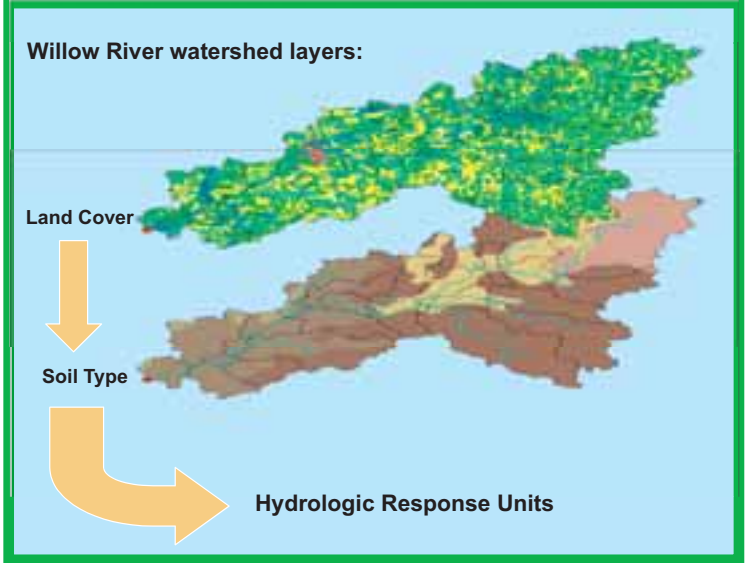 Willow River watershed layers:
Land Cover
Soil Type
Hydrologic Response Units